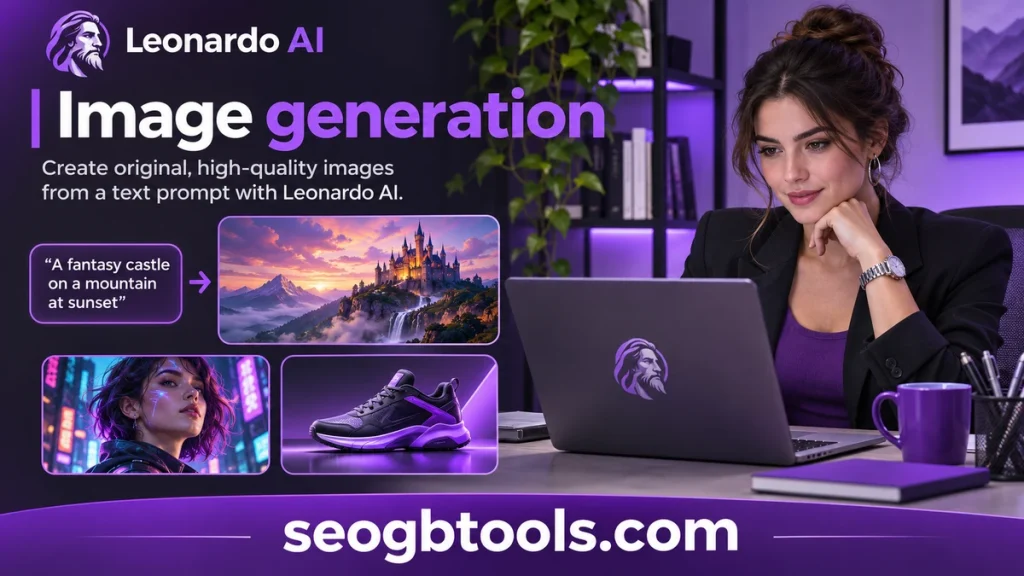 Leonardo AI
Image generation
Create original, high-quality images
from a text prompt with Leonardo AI.
“A fantasy castle
on a mountain
at sunset”
seogbtools.com